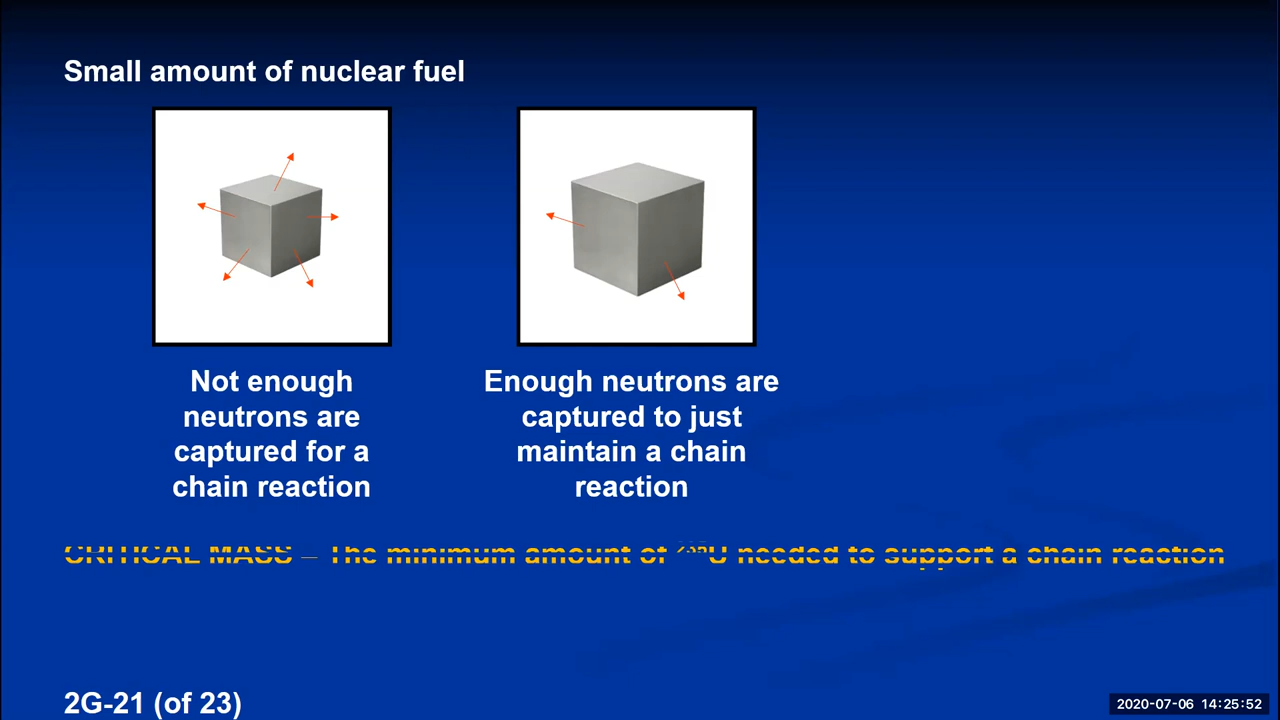 Small amount of nuclear fuel
Not enough
neutrons are
captured for a
chain reaction
Enough neutrons are
captured to just
maintain a chain
reaction
CRITICAL MASS – The minimum amount of ²³⁵U needed to support a chain reaction
2G-21 (of 23)
2020-07-06 14:25:52